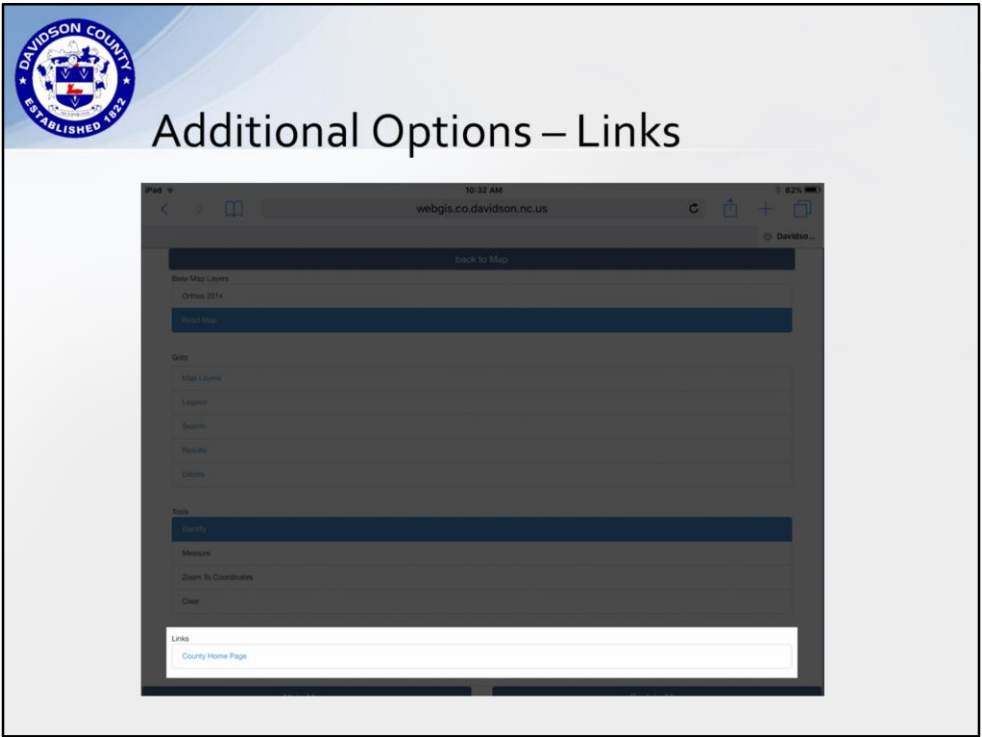 DAVIDSON COUNTY
ESTABLISHED 1822
Additional Options – Links
iPad
10:32 AM
82%
webgis.co.davidson.nc.us
Davidso...
back to Map
Base Map Layers
Orthos 2014
Road Map
Goto
Map Layers
Legend
Search
Results
Details
Tools
Identify
Measure
Zoom To Coordinates
Clear
Links
County Home Page